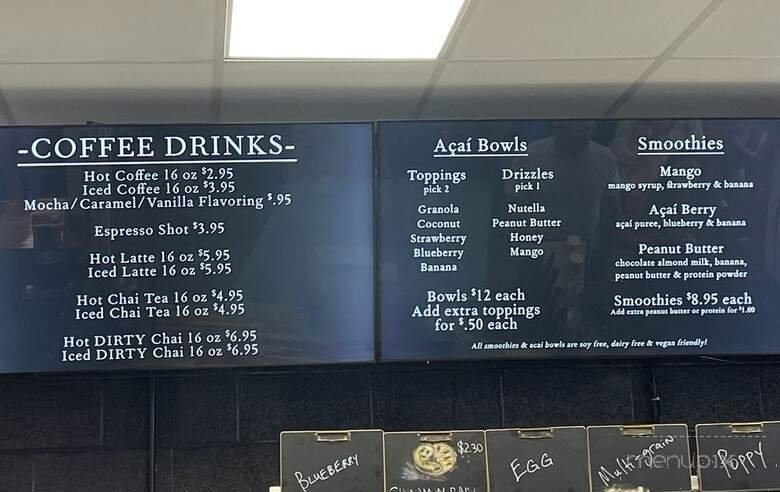 -COFFEE DRINKS-
Hot Coffee 16 oz $2.95
Iced Coffee 16 oz $3.95
Mocha/Caramel/Vanilla Flavoring $.95
Espresso Shot $3.95
Hot Latte 16 oz $5.95
Iced Latte 16 oz $5.95
Hot Chai Tea 16 oz $4.95
Iced Chai Tea 16 oz $4.95
Hot DIRTY Chai 16 oz $6.95
Iced DIRTY Chai 16 oz $6.95
Açaí Bowls
Toppings
pick 2
Granola
Coconut
Strawberry
Blueberry
Banana
Drizzles
pick 1
Nutella
Peanut Butter
Honey
Mango
Bowls $12 each
Add extra toppings
for $.50 each
Smoothies
Mango
mango syrup, strawberry & banana
Açaí Berry
açaí puree, blueberry & banana
Peanut Butter
chocolate almond milk, banana,
peanut butter & protein powder
Smoothies $8.95 each
Add extra peanut butter or protein for $1.00
All smoothies & acai bowls are soy free, dairy free & vegan friendly!
BLUEBERRY
$2.30
EGG
Multigrain
POPPY
menupix